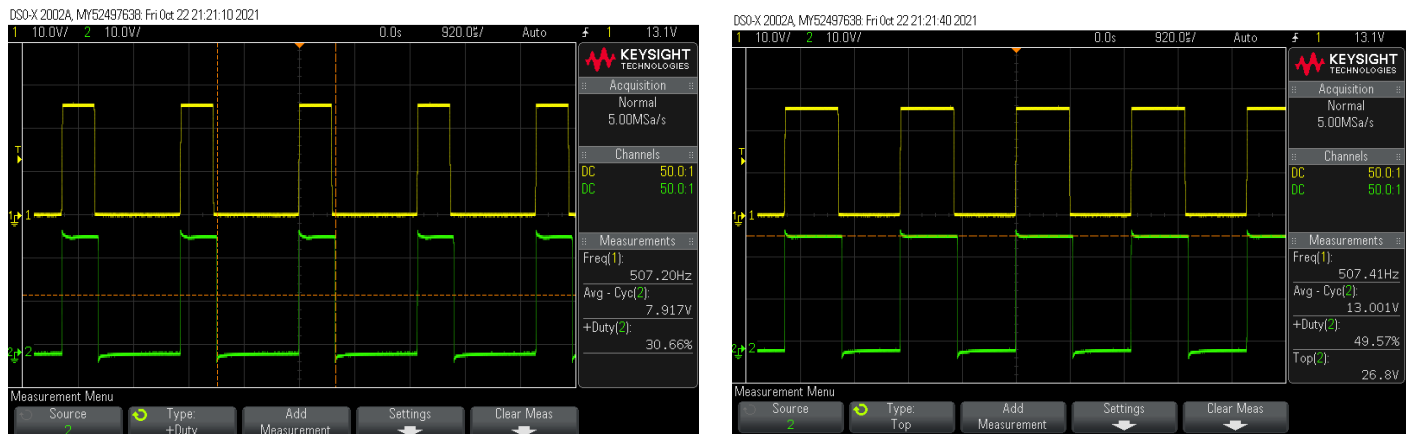 DSO-X 2002A, MY52497638: Fri Oct 22 21:21:10 2021
1 10.0V/ 2 10.0V/ 0.0s 920.0us/ Auto 1 13.1V
KEYSIGHT
TECHNOLOGIES
Acquisition
Normal
5.00MSa/s
Channels
DC 50.0:1
DC 50.0:1
Measurements
Freq(1):
507.20Hz
Avg - Cyc(2):
7.917V
+Duty(2):
30.66%
T
1
2
Measurement Menu
Source
2
Type:
+Duty
Add
Measurement
Settings
Clear Meas
DSO-X 2002A, MY52497638: Fri Oct 22 21:21:40 2021
1 10.0V/ 2 10.0V/ 0.0s 920.0us/ Auto 1 13.1V
KEYSIGHT
TECHNOLOGIES
Acquisition
Normal
5.00MSa/s
Channels
DC 50.0:1
DC 50.0:1
Measurements
Freq(1):
507.41Hz
Avg - Cyc(2):
13.001V
+Duty(2):
49.57%
Top(2):
26.8V
T
1
2
Measurement Menu
Source
2
Type:
Top
Add
Measurement
Settings
Clear Meas